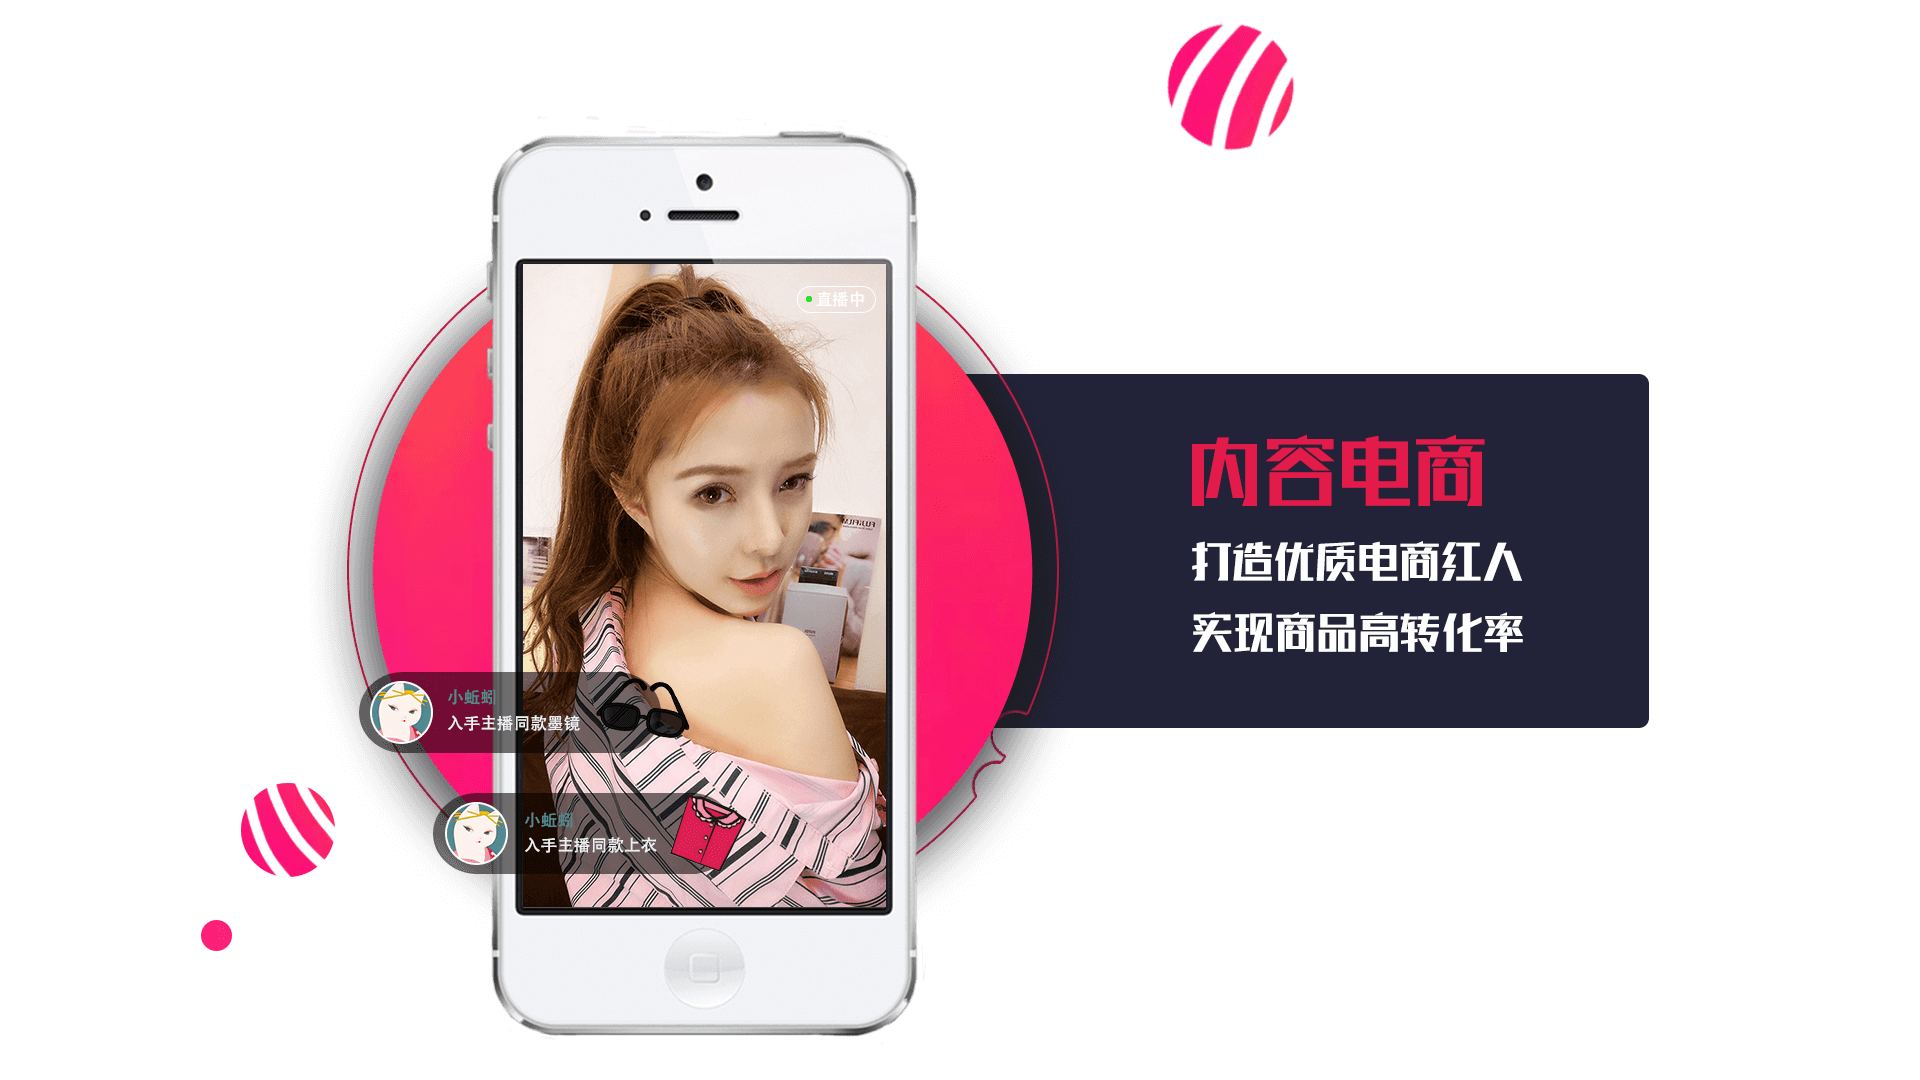 直播中
内容电商
打造优质电商红人
实现商品高转化率
FUJIFILM
小蚯蚓
入手主播同款墨镜
小蚯蚓
入手主播同款上衣